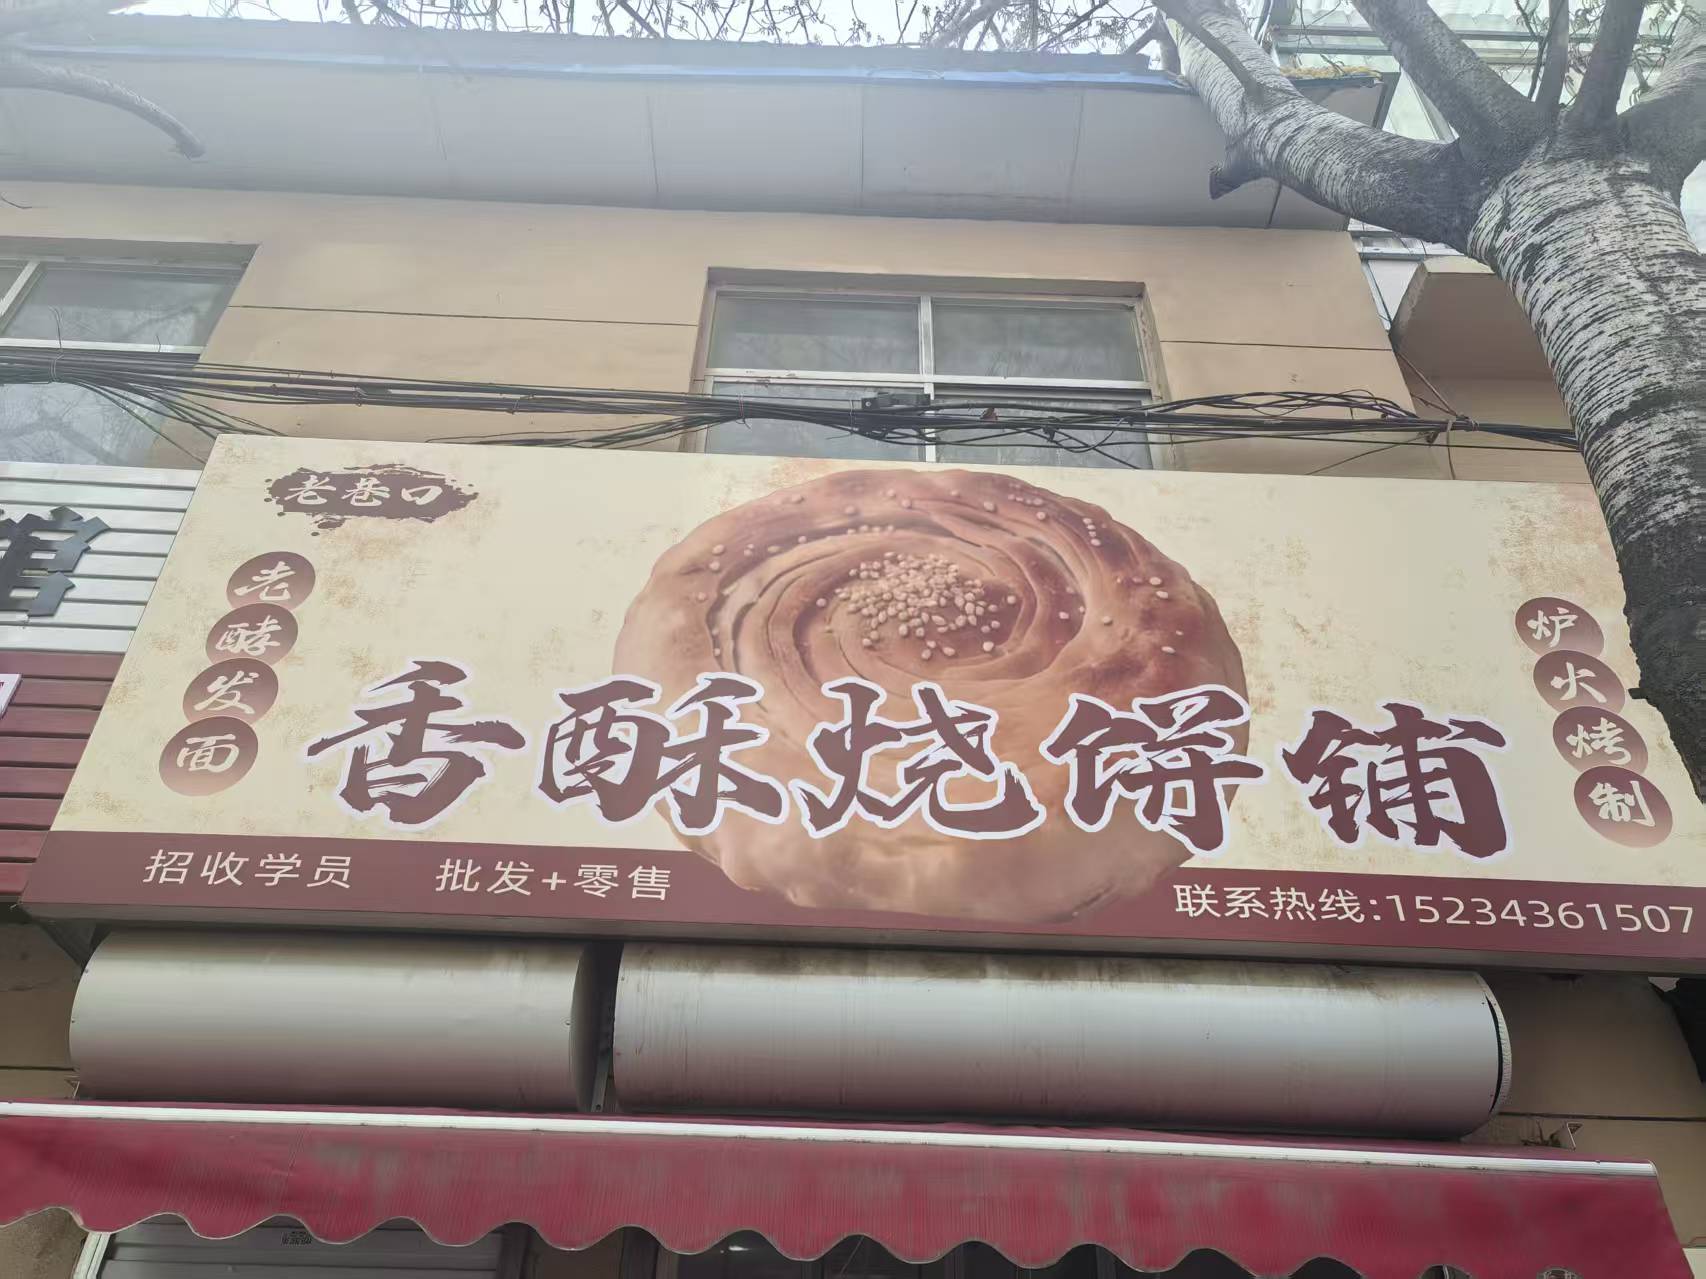 老巷口
老酵发面
香酥烧饼铺
炉火烤制
招收学员 批发+零售
联系热线:15234361507
馆